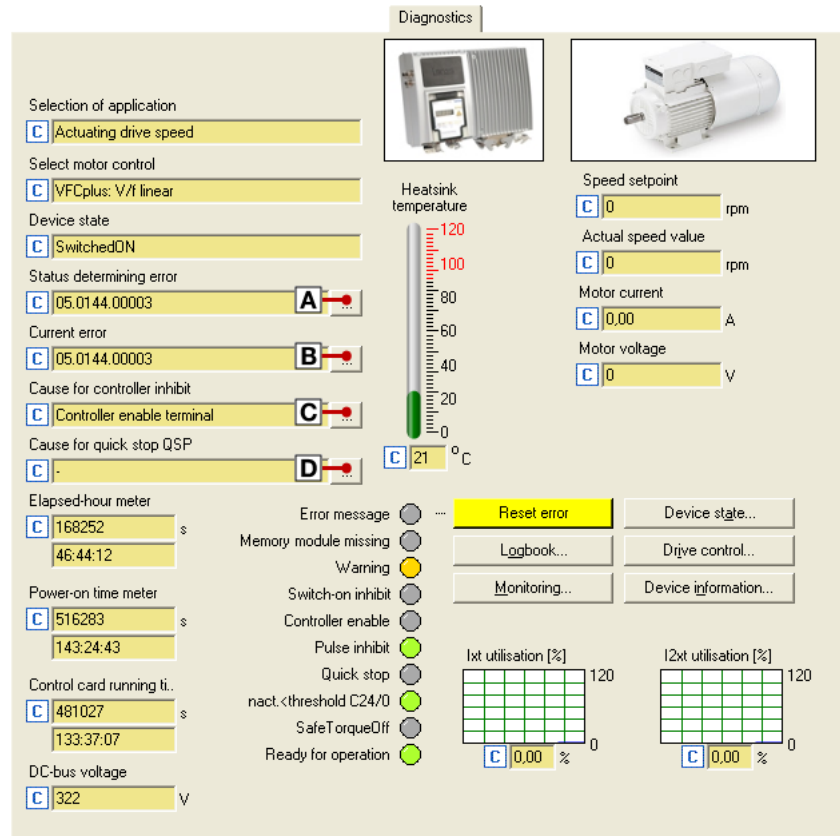 Diagnostics
Selection of application
C Actuating drive speed
Select motor control
C VFCplus: V/f linear
Device state
C SwitchedON
Status determining error
C 05.0144.00003 A ...
Current error
C 05.0144.00003 B ...
Cause for controller inhibit
C Controller enable terminal C ...
Cause for quick stop QSP
C - D ...
Heatsink
temperature
120
100
80
60
40
20
0
C 21 °C
Speed setpoint
C 0 rpm
Actual speed value
C 0 rpm
Motor current
C 0,00 A
Motor voltage
C 0 V
Elapsed-hour meter
C 168252 s
46:44:12
Power-on time meter
C 516283 s
143:24:43
Control card running ti..
C 481027 s
133:37:07
DC-bus voltage
C 322 V
Error message
Memory module missing
Warning
Switch-on inhibit
Controller enable
Pulse inhibit
Quick stop
nact.<threshold C24/0
SafeTorqueOff
Ready for operation
... Reset error
Device state...
Logbook...
Drive control...
Monitoring...
Device information...
Ixt utilisation [%]
120
0
C 0,00 %
I2xt utilisation [%]
120
0
C 0,00 %